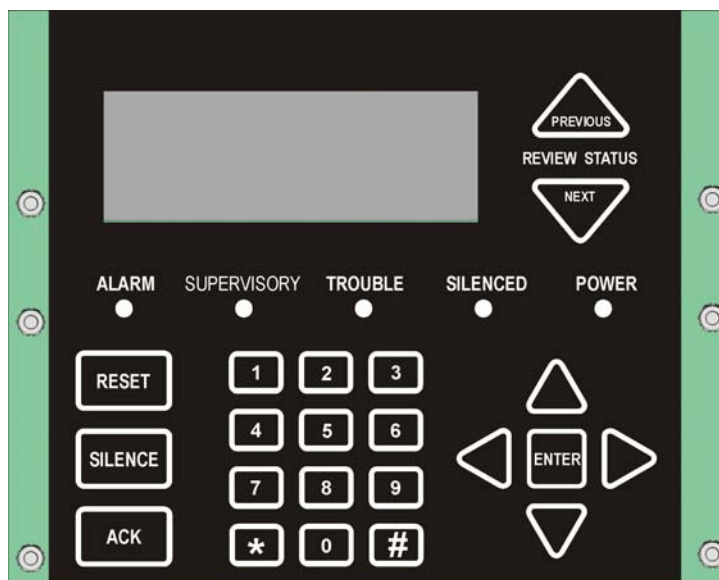 PREVIOUS
REVIEW STATUS
NEXT
ALARM SUPERVISORY TROUBLE SILENCED POWER
RESET 1 2 3
SILENCE 4 5 6 ENTER
7 8 9
ACK * 0 #